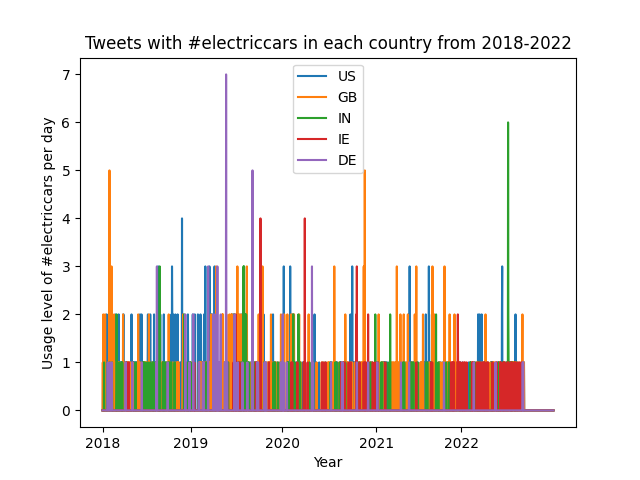 Tweets with #electriccars in each country from 2018-2022
US
GB
IN
IE
DE
Usage level of #electriccars per day
7
6
5
4
3
2
1
0
2018 2019 2020 2021 2022
Year